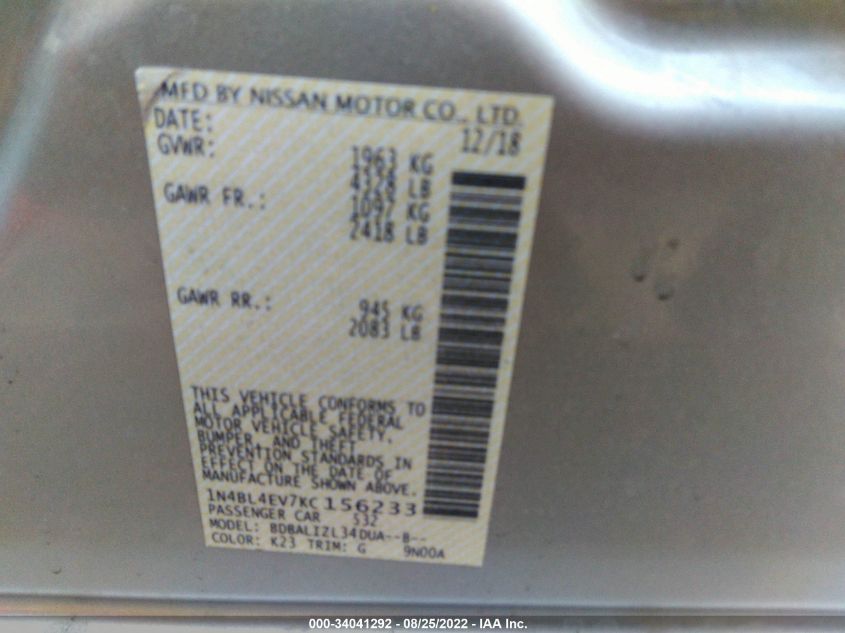 MFD BY NISSAN MOTOR CO., LTD.
DATE: 12/18
GVWR: 1963 KG
4328 LB
GAWR FR.: 1097 KG
2418 LB
GAWR RR.: 945 KG
2083 LB
THIS VEHICLE CONFORMS TO
ALL APPLICABLE FEDERAL
MOTOR VEHICLE SAFETY,
BUMPER, AND THEFT
PREVENTION STANDARDS IN
EFFECT ON THE DATE OF
MANUFACTURE SHOWN ABOVE.
1N4BL4EV7KC156233
PASSENGER CAR 532
MODEL: BDBALIZL34DUA--B--
COLOR: K23 TRIM: G 9N00A
000-34041292 - 08/25/2022 - IAA Inc.